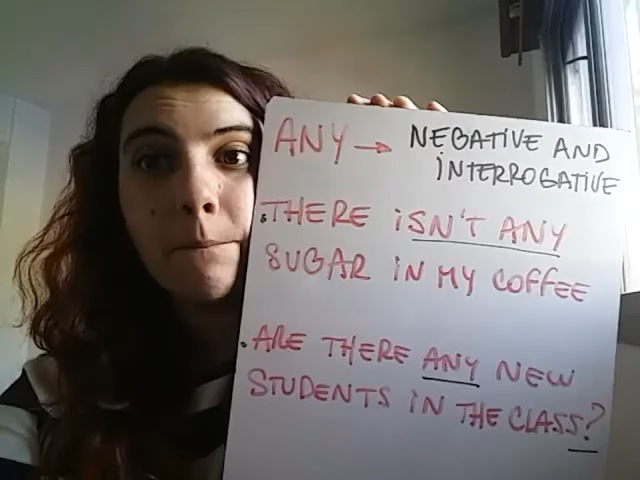 ANY → NEGATIVE AND
INTERROGATIVE
.THERE iSN'T ANY
SUGAR iN MY COFFEE
.ARE THERE ANY NEW
STUDENTS iN THE CLASS?